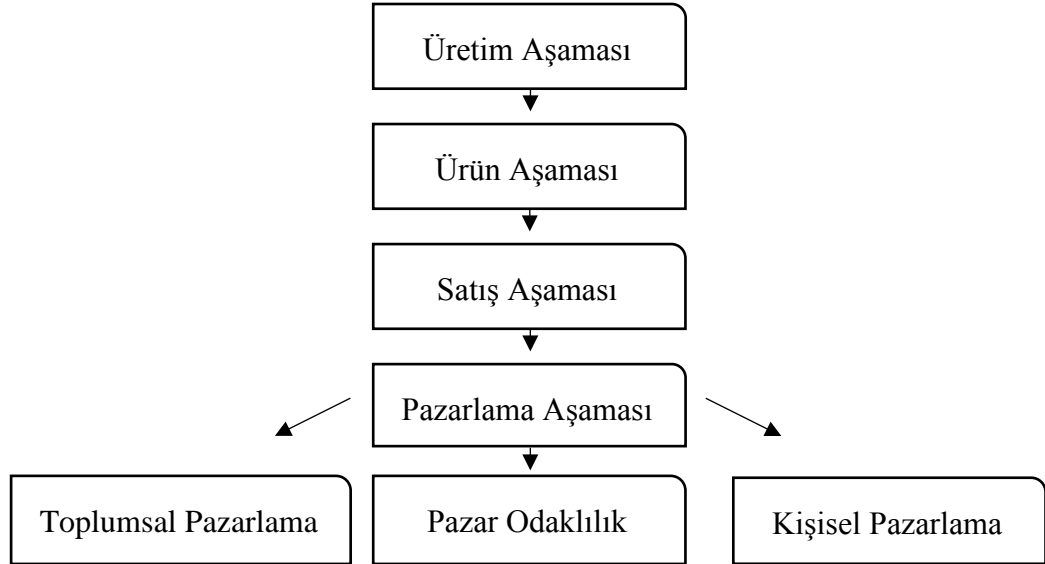 Üretim Aşaması
Ürün Aşaması
Satış Aşaması
Pazarlama Aşaması
Toplumsal Pazarlama
Pazar Odaklılık
Kişisel Pazarlama